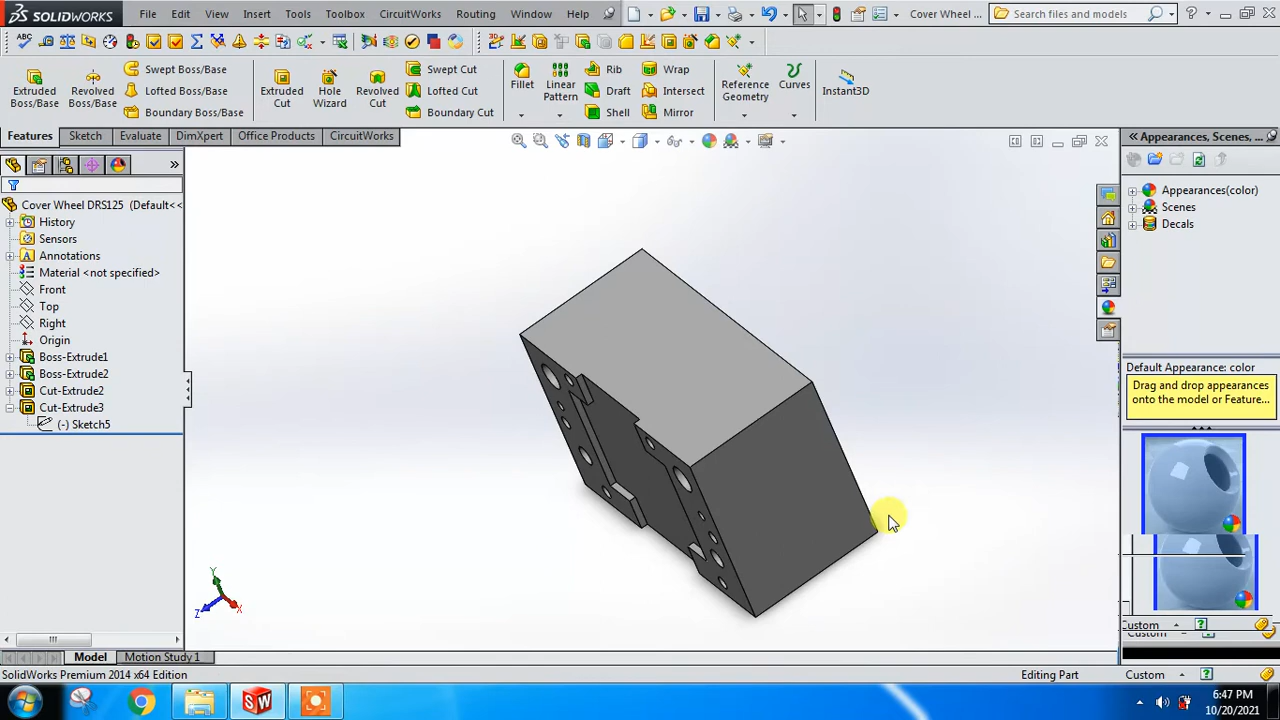 SOLIDWORKS File Edit View Insert Tools Toolbox CircuitWorks Routing Window Help Cover Wheel ... Search files and models
Extruded Boss/Base
Revolved Boss/Base
Swept Boss/Base
Lofted Boss/Base
Boundary Boss/Base
Extruded Cut
Hole Wizard
Revolved Cut
Swept Cut
Lofted Cut
Boundary Cut
Fillet
Linear Pattern
Rib
Draft
Shell
Wrap
Intersect
Mirror
Reference Geometry
Curves
Instant3D
Features Sketch Evaluate DimXpert Office Products CircuitWorks
Cover Wheel DRS125 (Default<<
History
Sensors
Annotations
Material <not specified>
Front
Top
Right
Origin
Boss-Extrude1
Boss-Extrude2
Cut-Extrude2
Cut-Extrude3
(-) Sketch5
Y
Z
X
Appearances, Scenes,
Appearances(color)
Scenes
Decals
Default Appearance: color
Drag and drop appearances
onto the model or Feature...
Custom
Model Motion Study 1
SolidWorks Premium 2014 x64 Edition Editing Part Custom
6:47 PM
10/20/2021